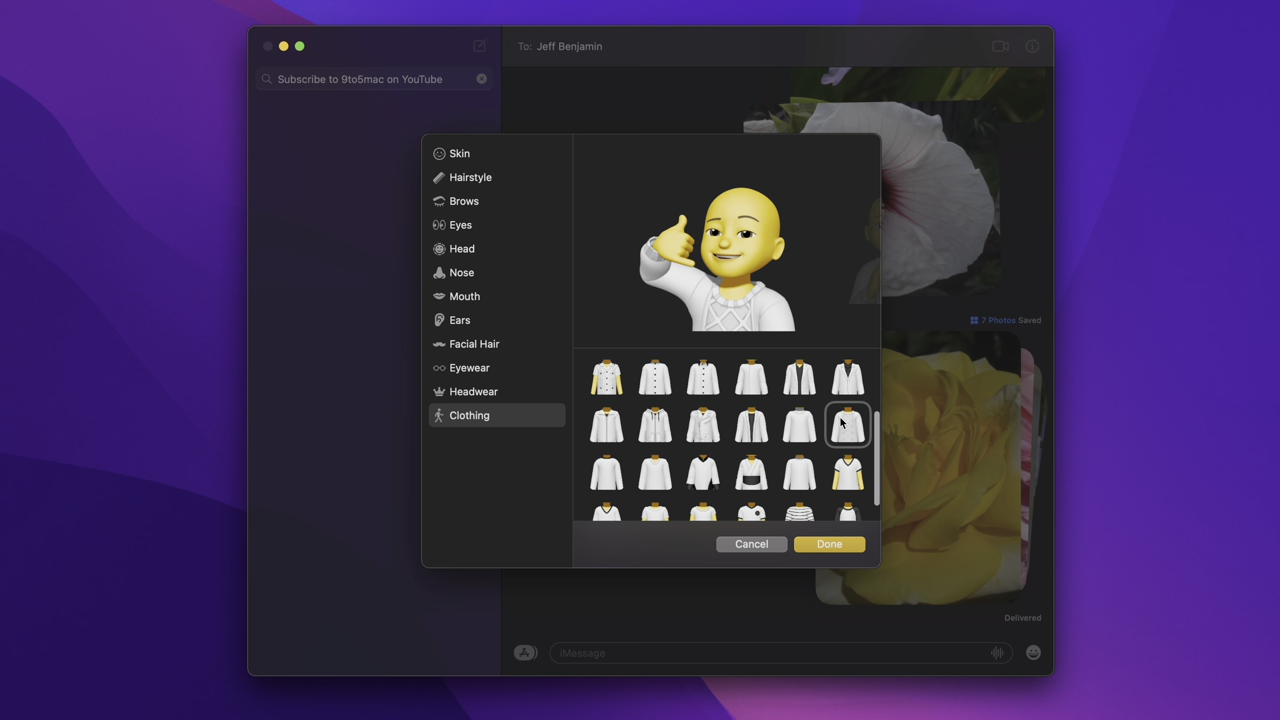 Subscribe to 9to5mac on YouTube
To: Jeff Benjamin
Skin
Hairstyle
Brows
Eyes
Head
Nose
Mouth
Ears
Facial Hair
Eyewear
Headwear
Clothing
Cancel
Done
7 Photos Saved
Delivered
iMessage